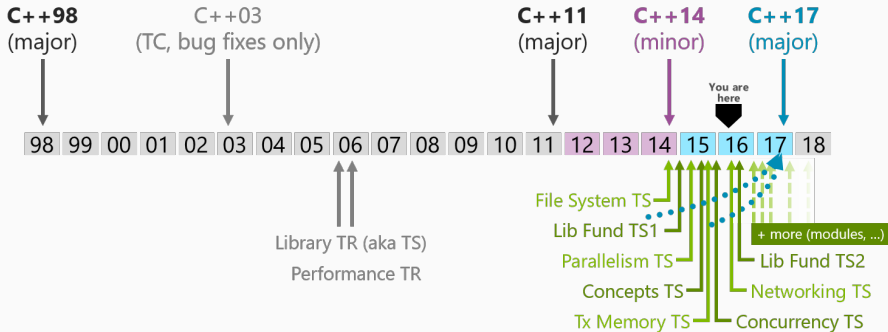 C++98
(major)
C++03
(TC, bug fixes only)
C++11
(major)
C++14
(minor)
C++17
(major)
You are
here
98 99 00 01 02 03 04 05 06 07 08 09 10 11 12 13 14 15 16 17 18
Library TR (aka TS)
Performance TR
File System TS
Lib Fund TS1
Parallelism TS
Concepts TS
Tx Memory TS
+ more (modules, ...)
Lib Fund TS2
Networking TS
Concurrency TS